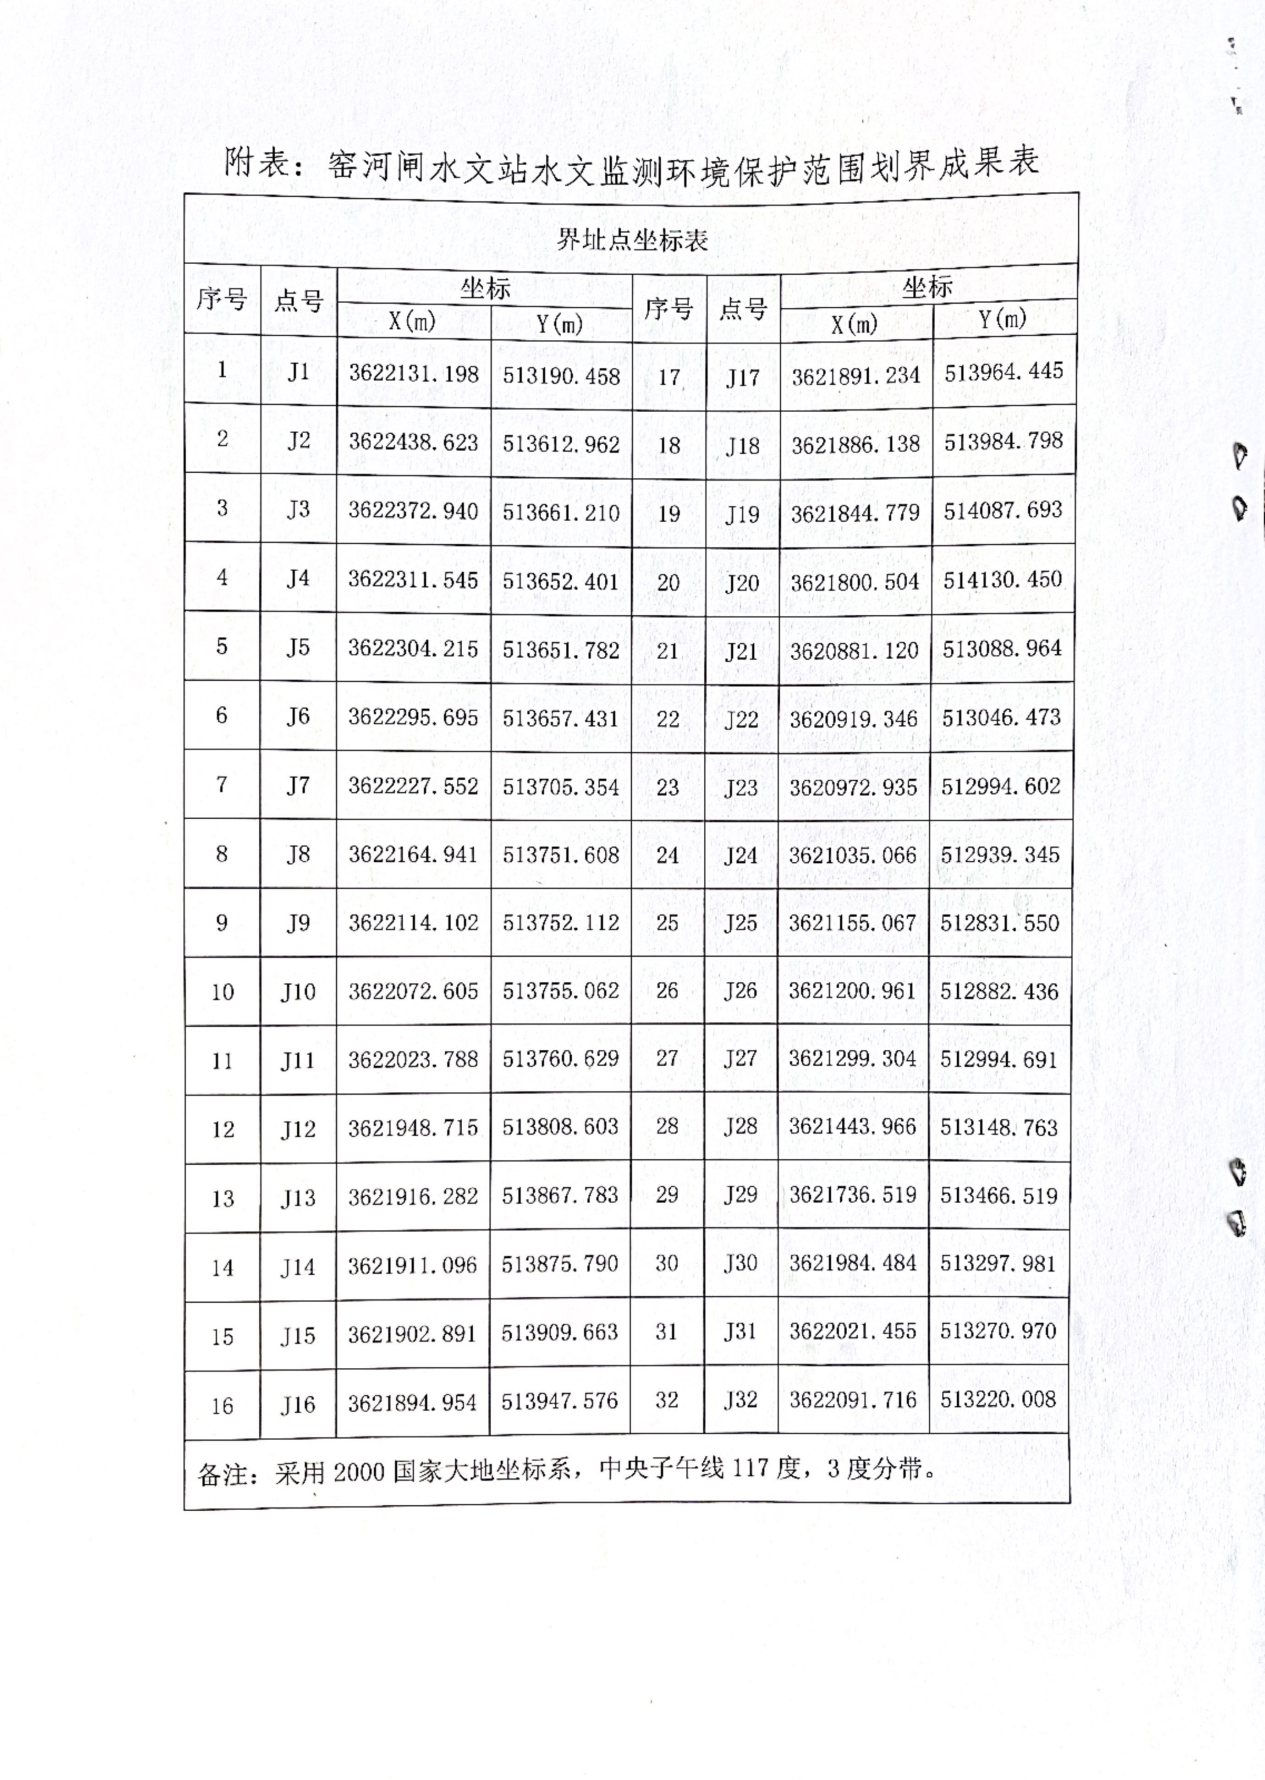 附表：窑河闸水文站水文监测环境保护范围划界成果表
界址点坐标表
序号 点号 坐标 序号 点号 坐标
X(m) Y(m) X(m) Y(m)
1 J1 3622131.198 513190.458 17 J17 3621891.234 513964.445
2 J2 3622438.623 513612.962 18 J18 3621886.138 513984.798
3 J3 3622372.940 513661.210 19 J19 3621844.779 514087.693
4 J4 3622311.545 513652.401 20 J20 3621800.504 514130.450
5 J5 3622304.215 513651.782 21 J21 3620881.120 513088.964
6 J6 3622295.695 513657.431 22 J22 3620919.346 513046.473
7 J7 3622227.552 513705.354 23 J23 3620972.935 512994.602
8 J8 3622164.941 513751.608 24 J24 3621035.066 512939.345
9 J9 3622114.102 513752.112 25 J25 3621155.067 512831.550
10 J10 3622072.605 513755.062 26 J26 3621200.961 512882.436
11 J11 3622023.788 513760.629 27 J27 3621299.304 512994.691
12 J12 3621948.715 513808.603 28 J28 3621443.966 513148.763
13 J13 3621916.282 513867.783 29 J29 3621736.519 513466.519
14 J14 3621911.096 513875.790 30 J30 3621984.484 513297.981
15 J15 3621902.891 513909.663 31 J31 3622021.455 513270.970
16 J16 3621894.954 513947.576 32 J32 3622091.716 513220.008
备注：采用 2000 国家大地坐标系，中央子午线 117 度，3 度分带。